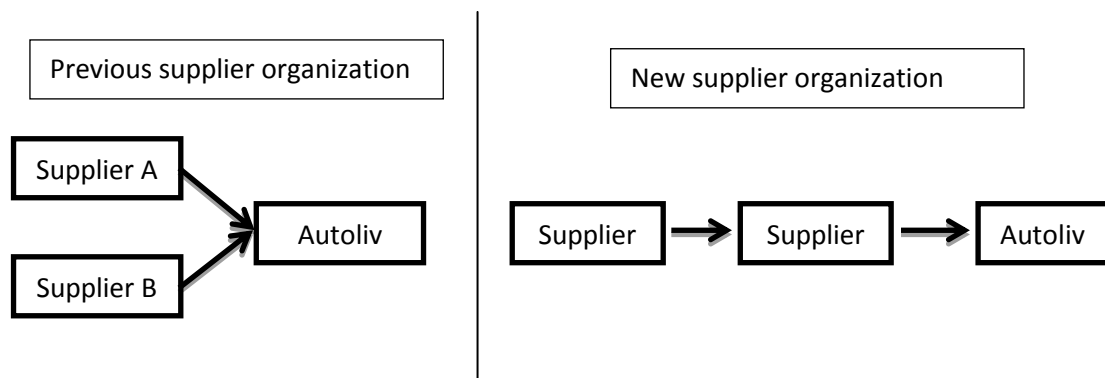 Previous supplier organization
Supplier A
Supplier B
Autoliv
New supplier organization
Supplier
Supplier
Autoliv